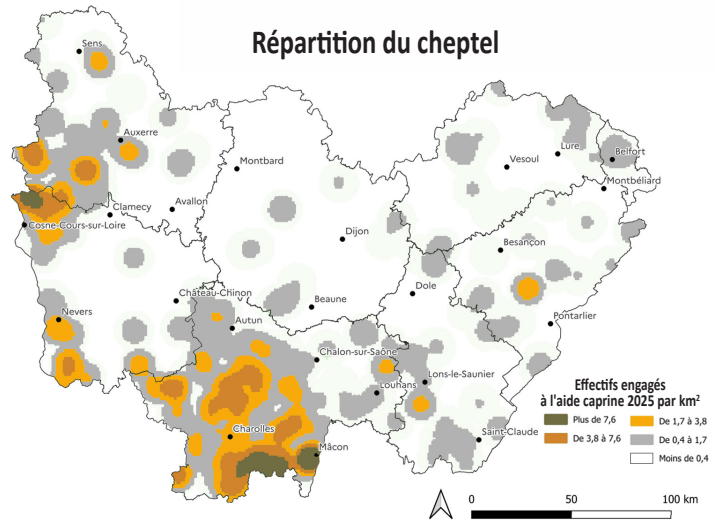 Répartition du cheptel
Sens
Auxerre
Montbard
Vesoul
Lure
Belfort
Montbéliard
Clamecy
Avallon
Cosne-Cours-sur-Loire
Dijon
Besançon
Château-Chinon
Beaune
Dole
Nevers
Autun
Pontarlier
Chalon-sur-Saône
Louhans
Lons-le-Saunier
Charolles
Mâcon
Saint-Claude
Effectifs engagés
à l'aide caprine 2025 par km²
Plus de 7,6
De 1,7 à 3,8
De 3,8 à 7,6
De 0,4 à 1,7
Moins de 0,4
0 50 100 km